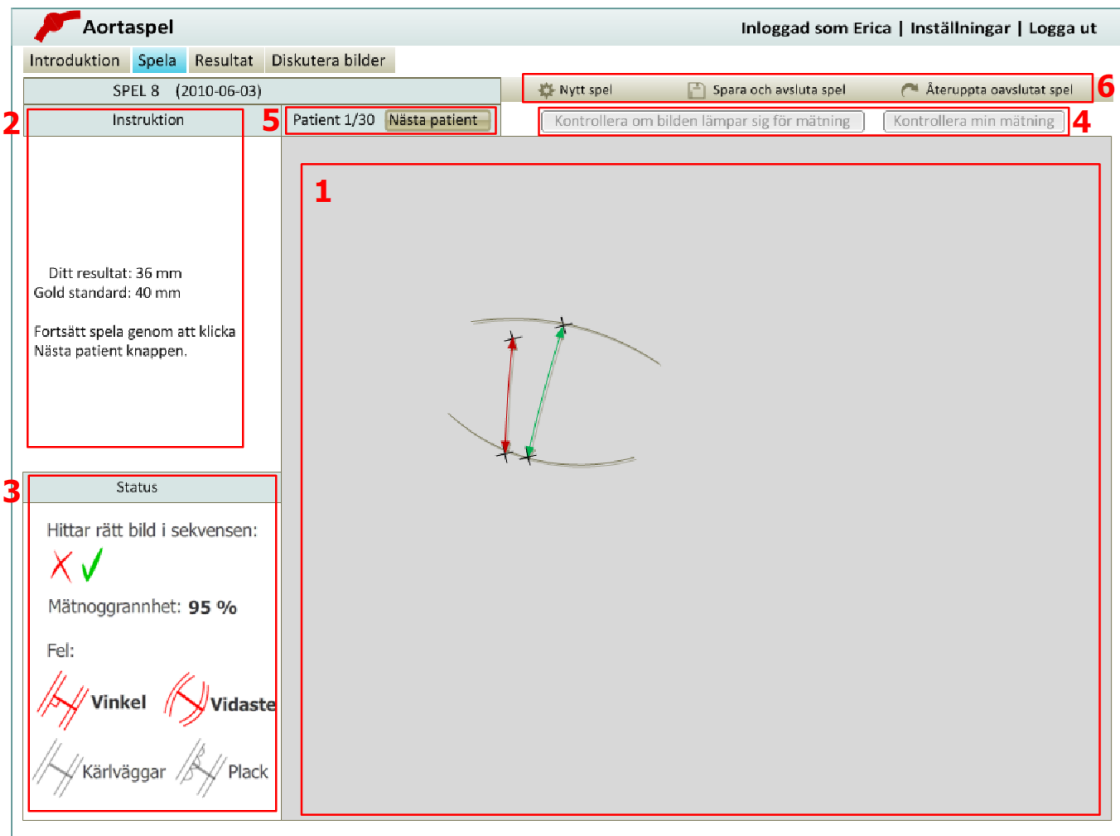 Aortaspel
Inloggad som Erica | Inställningar | Logga ut
Introduktion Spela Resultat Diskutera bilder
SPEL 8 (2010-06-03)
Nytt spel Spara och avsluta spel Återuppta oavslutat spel 6
2 Instruktion
5 Patient 1/30 Nästa patient
Kontrollera om bilden lämpar sig för mätning Kontrollera min mätning 4
1
Ditt resultat: 36 mm
Gold standard: 40 mm
Fortsätt spela genom att klicka
Nästa patient knappen.
3 Status
Hittar rätt bild i sekvensen:
Mätnoggrannhet: 95 %
Fel:
Vinkel Vidaste
Kärlväggar Plack